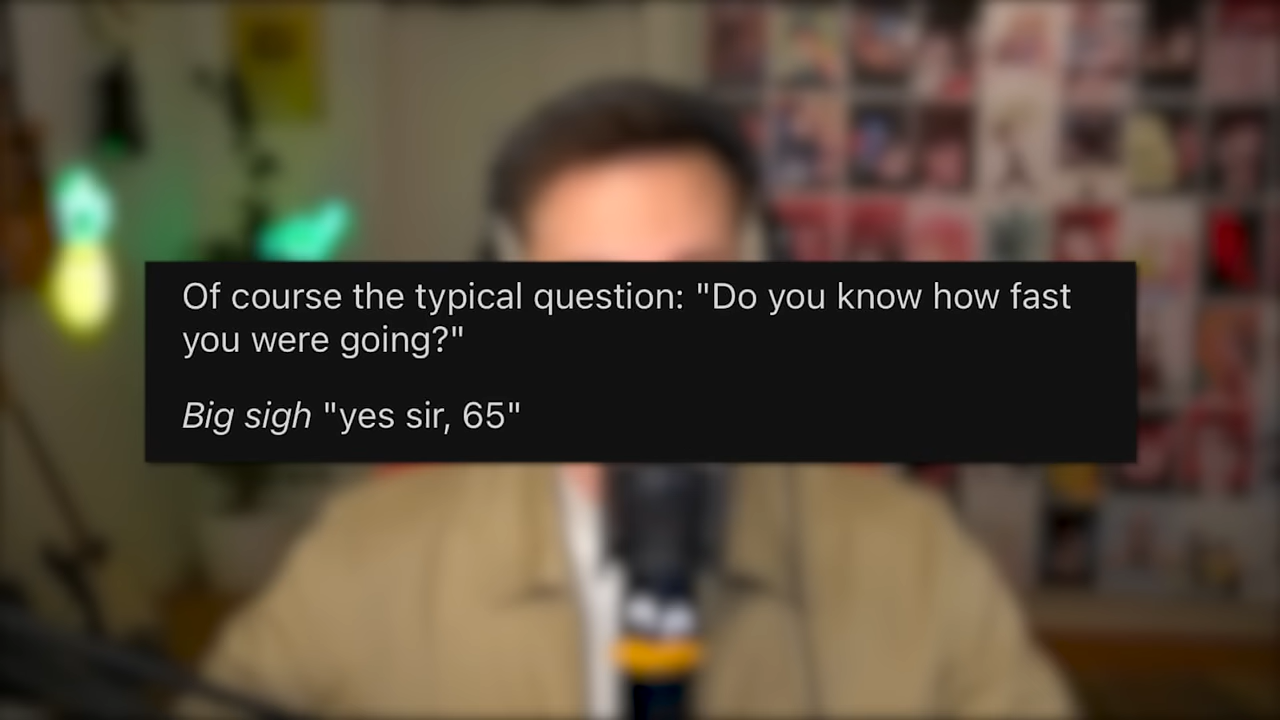 Of course the typical question: "Do you know how fast
you were going?"
Big sigh "yes sir, 65"